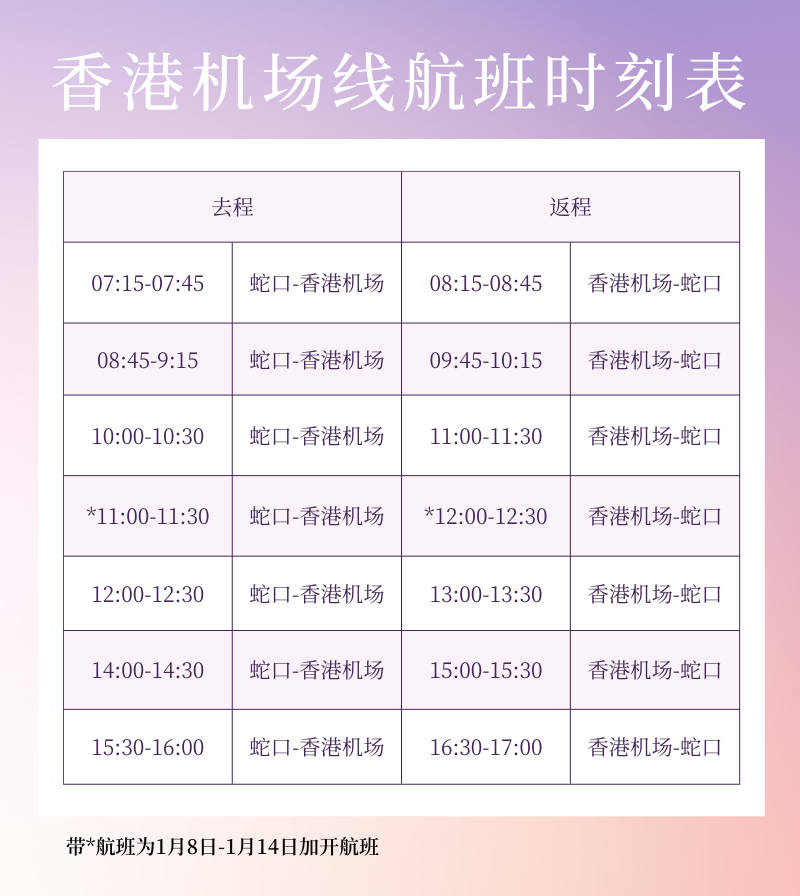 香港机场线航班时刻表
去程 返程
07:15-07:45 蛇口-香港机场 08:15-08:45 香港机场-蛇口
08:45-9:15 蛇口-香港机场 09:45-10:15 香港机场-蛇口
10:00-10:30 蛇口-香港机场 11:00-11:30 香港机场-蛇口
*11:00-11:30 蛇口-香港机场 *12:00-12:30 香港机场-蛇口
12:00-12:30 蛇口-香港机场 13:00-13:30 香港机场-蛇口
14:00-14:30 蛇口-香港机场 15:00-15:30 香港机场-蛇口
15:30-16:00 蛇口-香港机场 16:30-17:00 香港机场-蛇口
带*航班为1月8日-1月14日加开航班